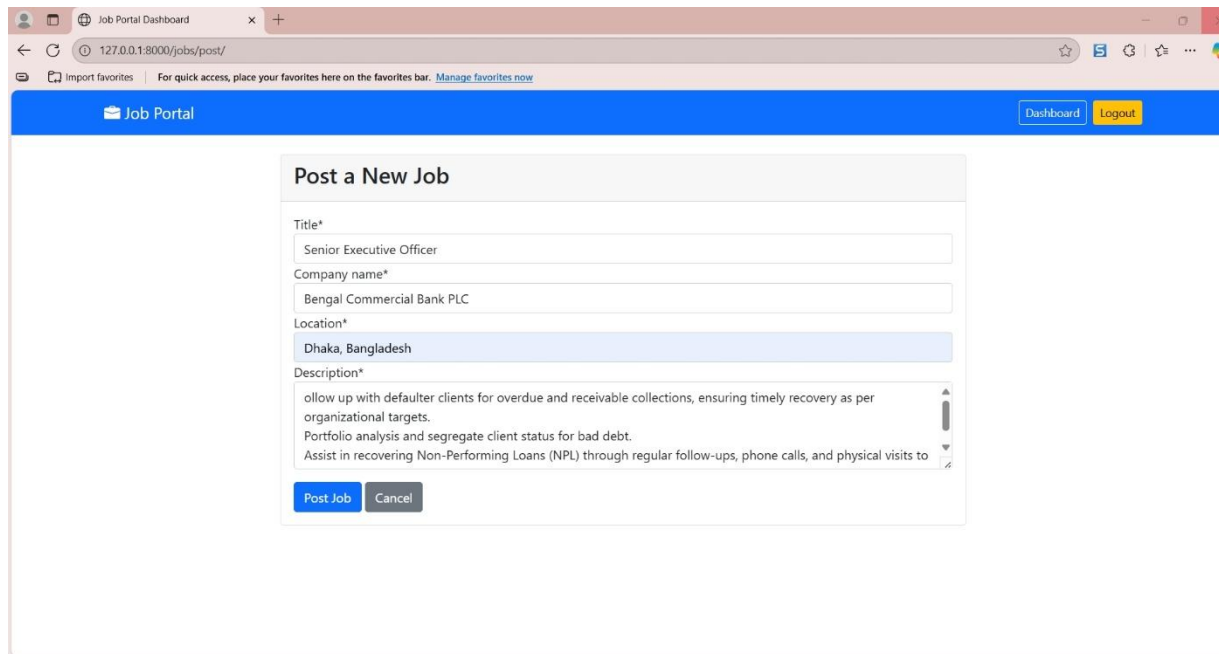 Job Portal Dashboard
127.0.0.1:8000/jobs/post/
Import favorites For quick access, place your favorites here on the favorites bar. Manage favorites now
Job Portal Dashboard Logout
Post a New Job
Title*
Senior Executive Officer
Company name*
Bengal Commercial Bank PLC
Location*
Dhaka, Bangladesh
Description*
ollow up with defaulter clients for overdue and receivable collections, ensuring timely recovery as per
organizational targets.
Portfolio analysis and segregate client status for bad debt.
Assist in recovering Non-Performing Loans (NPL) through regular follow-ups, phone calls, and physical visits to
Post Job Cancel